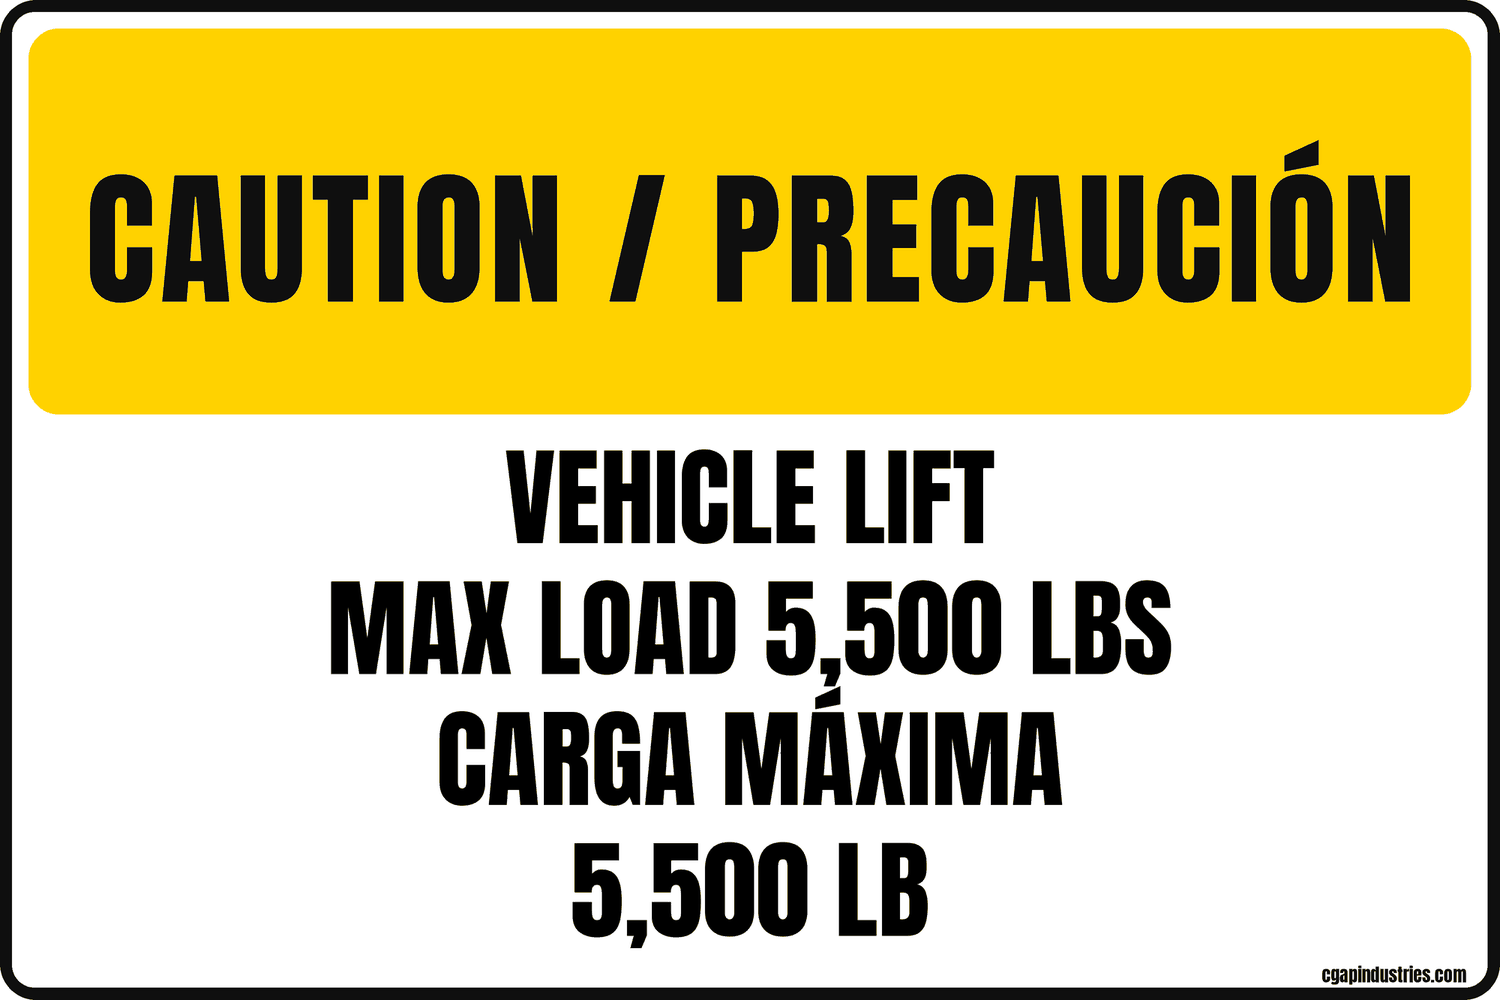 CAUTION / PRECAUCIÓN
VEHICLE LIFT
MAX LOAD 5,500 LBS
CARGA MÁXIMA
5,500 LB
cgapindustries.com